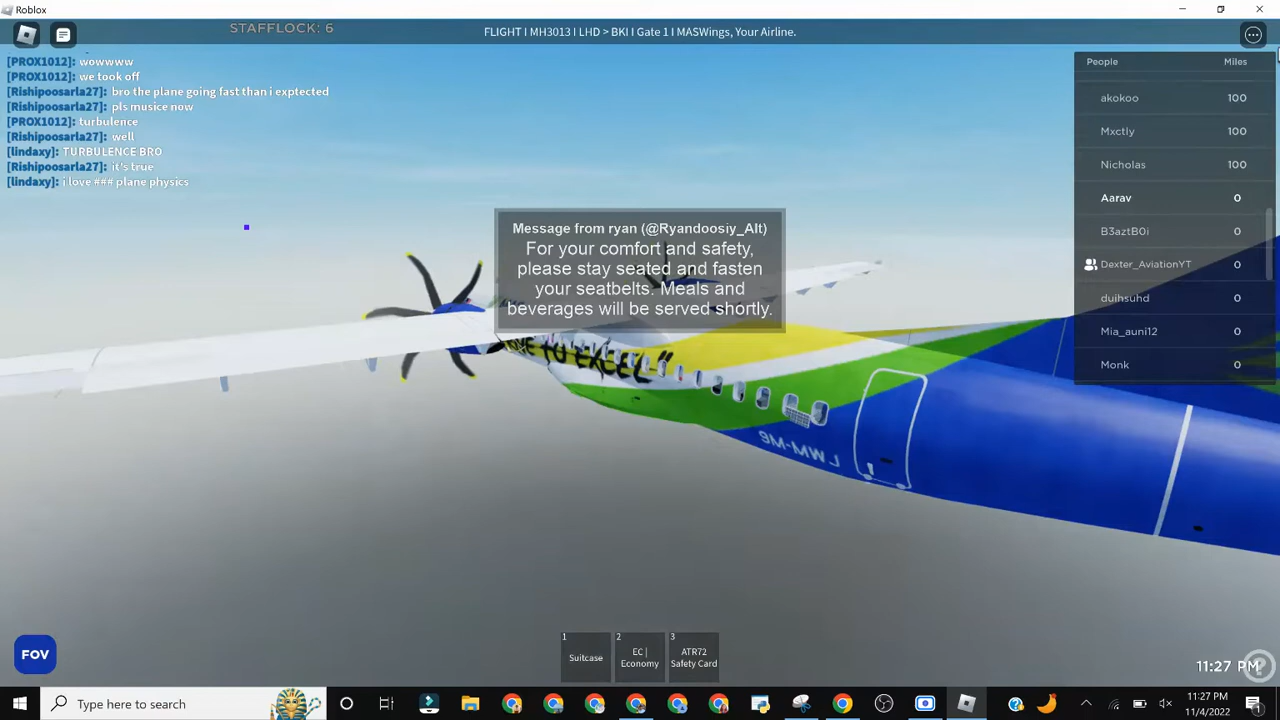 Roblox
STAFFLOCK: 6
FLIGHT I MH3013 I LHD > BKI I Gate 1 I MASWings, Your Airline.
[PROX1012]: wowwww
[PROX1012]: we took off
[Rishipoosarla27]: bro the plane going fast than i exptected
[Rishipoosarla27]: pls musice now
[PROX1012]: turbulence
[Rishipoosarla27]: well
[lindaxy]: TURBULENCE BRO
[Rishipoosarla27]: it's true
[lindaxy]: i love ### plane physics
People Miles
akokoo 100
Mxctly 100
Nicholas 100
Aarav 0
B3aztB0i 0
Dexter_AviationYT 0
duihsuhd 0
Mia_auni12 0
Monk 0
Message from ryan (@Ryandoosiy_Alt)
For your comfort and safety,
please stay seated and fasten
your seatbelts. Meals and
beverages will be served shortly.
TO EXCEL"
FOV
1
Suitcase
2
EC |
Economy
3
ATR72
Safety Card
11:27 PM
?
Type here to search
11:27 PM
11/4/2022
1